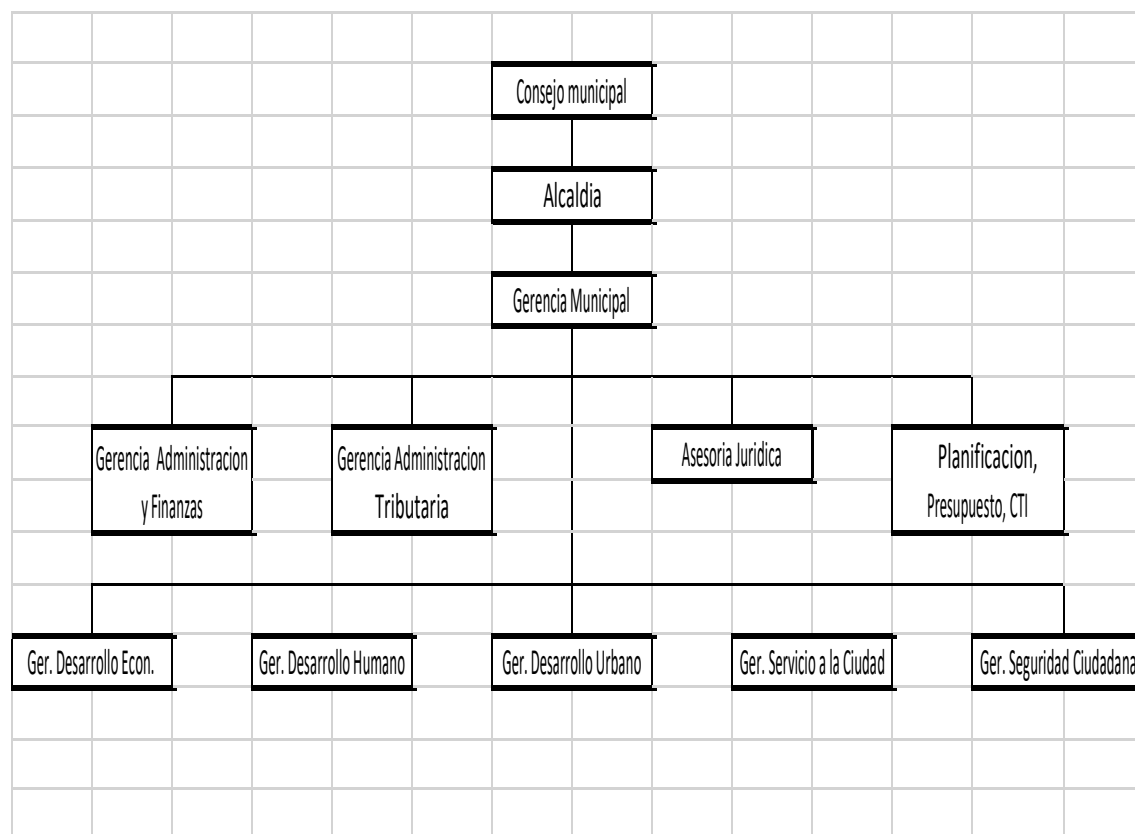 Consejo municipal
Alcaldia
Gerencia Municipal
Gerencia Administracion
y Finanzas
Gerencia Administracion
Tributaria
Asesoria Juridica
Planificacion,
Presupuesto, CTI
Ger. Desarrollo Econ.
Ger. Desarrollo Humano
Ger. Desarrollo Urbano
Ger. Servicio a la Ciudad
Ger. Seguridad Ciudadana